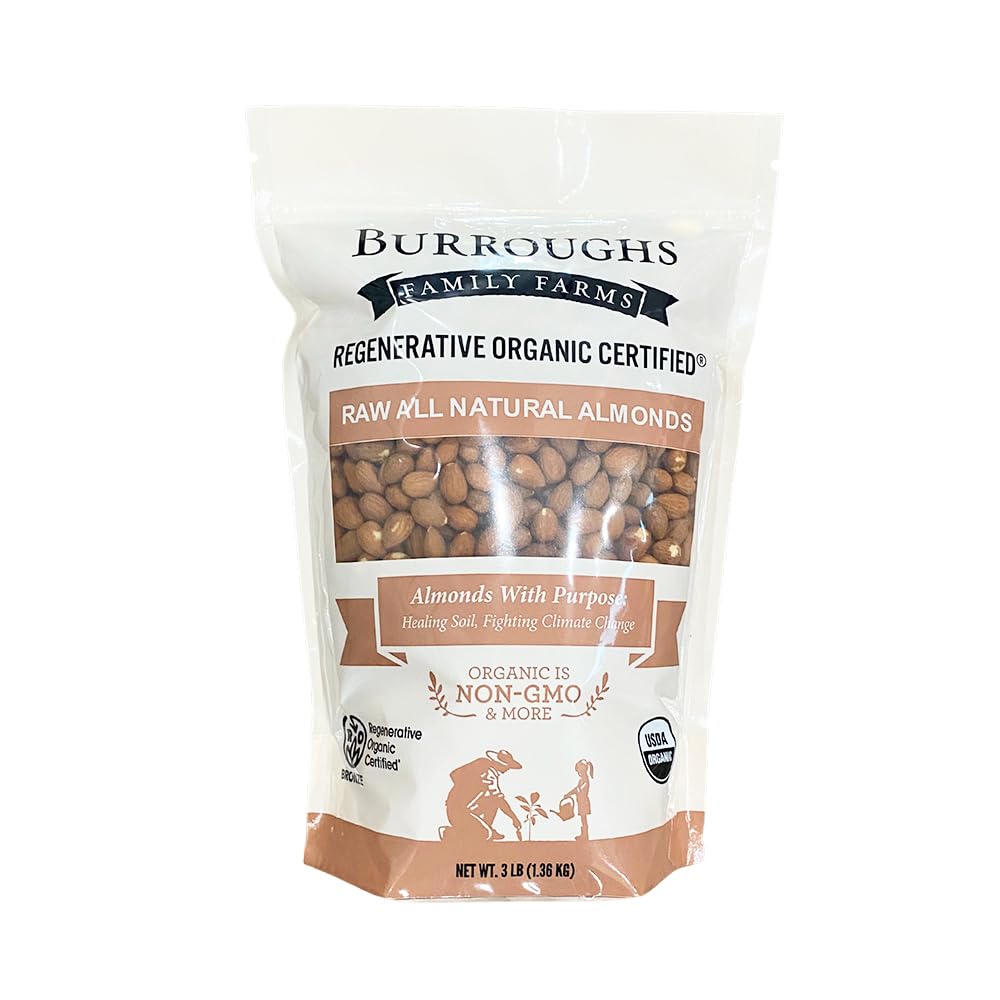 BURROUGHS
FAMILY FARMS
REGENERATIVE ORGANIC CERTIFIED®
RAW ALL NATURAL ALMONDS
Almonds With Purpose:
Healing Soil, Fighting Climate Change
ORGANIC IS
NON-GMO
& MORE
Regenerative
Organic
Certified®
BRONZE
USDA
ORGANIC
NET WT. 3 LB (1.36 KG)